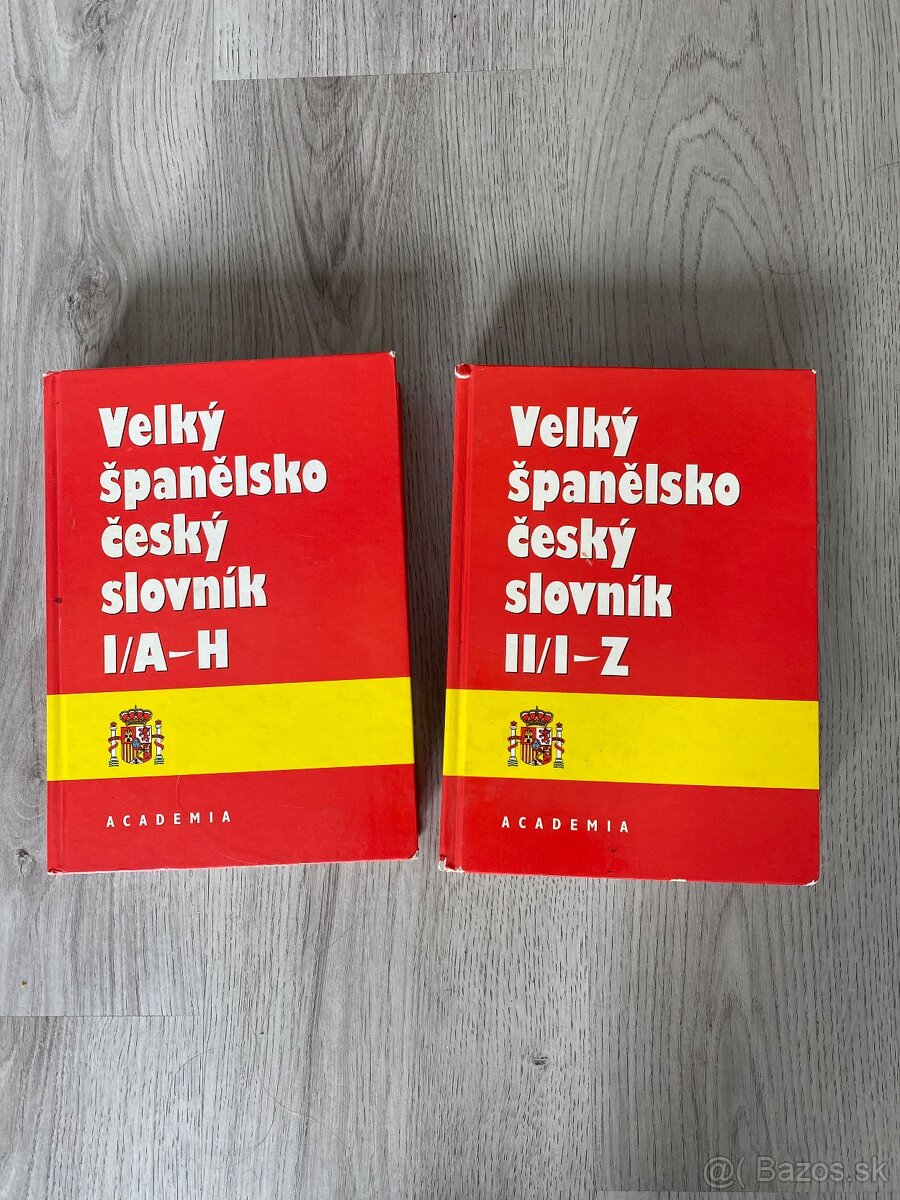 Velký
španělsko
český
slovník
I/A–H
ACADEMIA
Velký
španělsko
český
slovník
II/I–Z
ACADEMIA
@( Bazos.sk